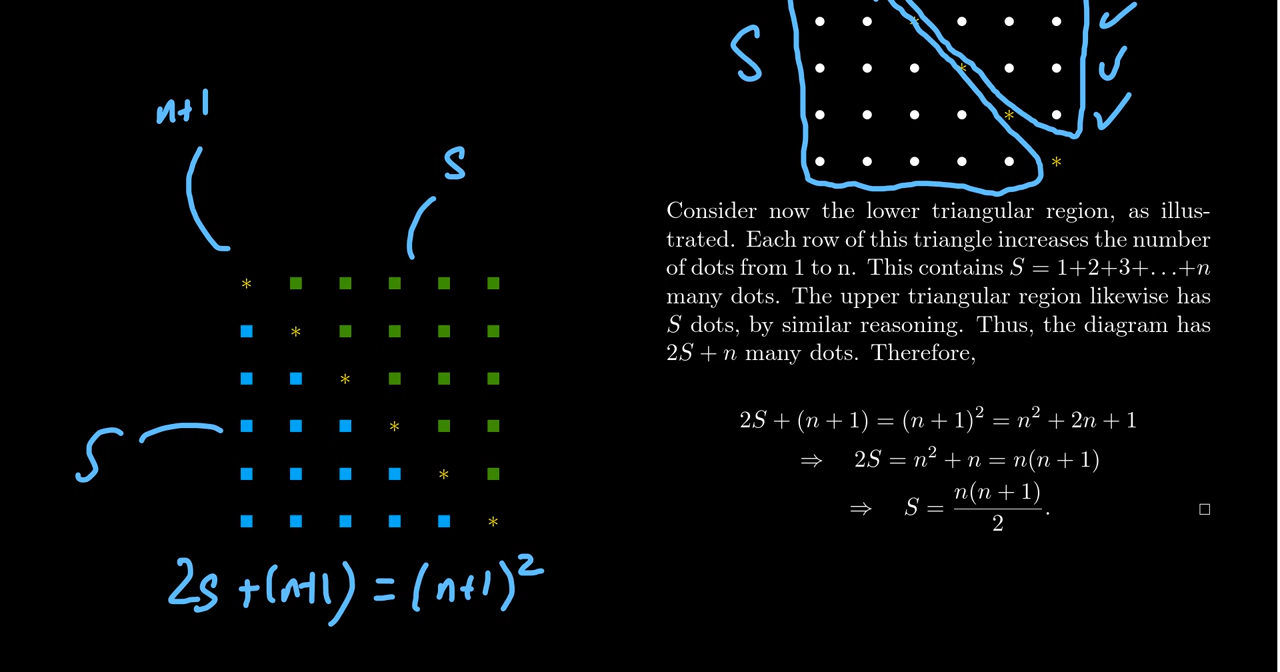 n+1
S
S
2S + (n+1) = (n+1)²
S
Consider now the lower triangular region, as illus-
trated. Each row of this triangle increases the number
of dots from 1 to n. This contains S = 1+2+3+...+n
many dots. The upper triangular region likewise has
S dots, by similar reasoning. Thus, the diagram has
2S + n many dots. Therefore,
2S + (n + 1) = (n + 1)² = n² + 2n + 1
⇒ 2S = n² + n = n(n + 1)
⇒ S = n(n + 1)/2. □